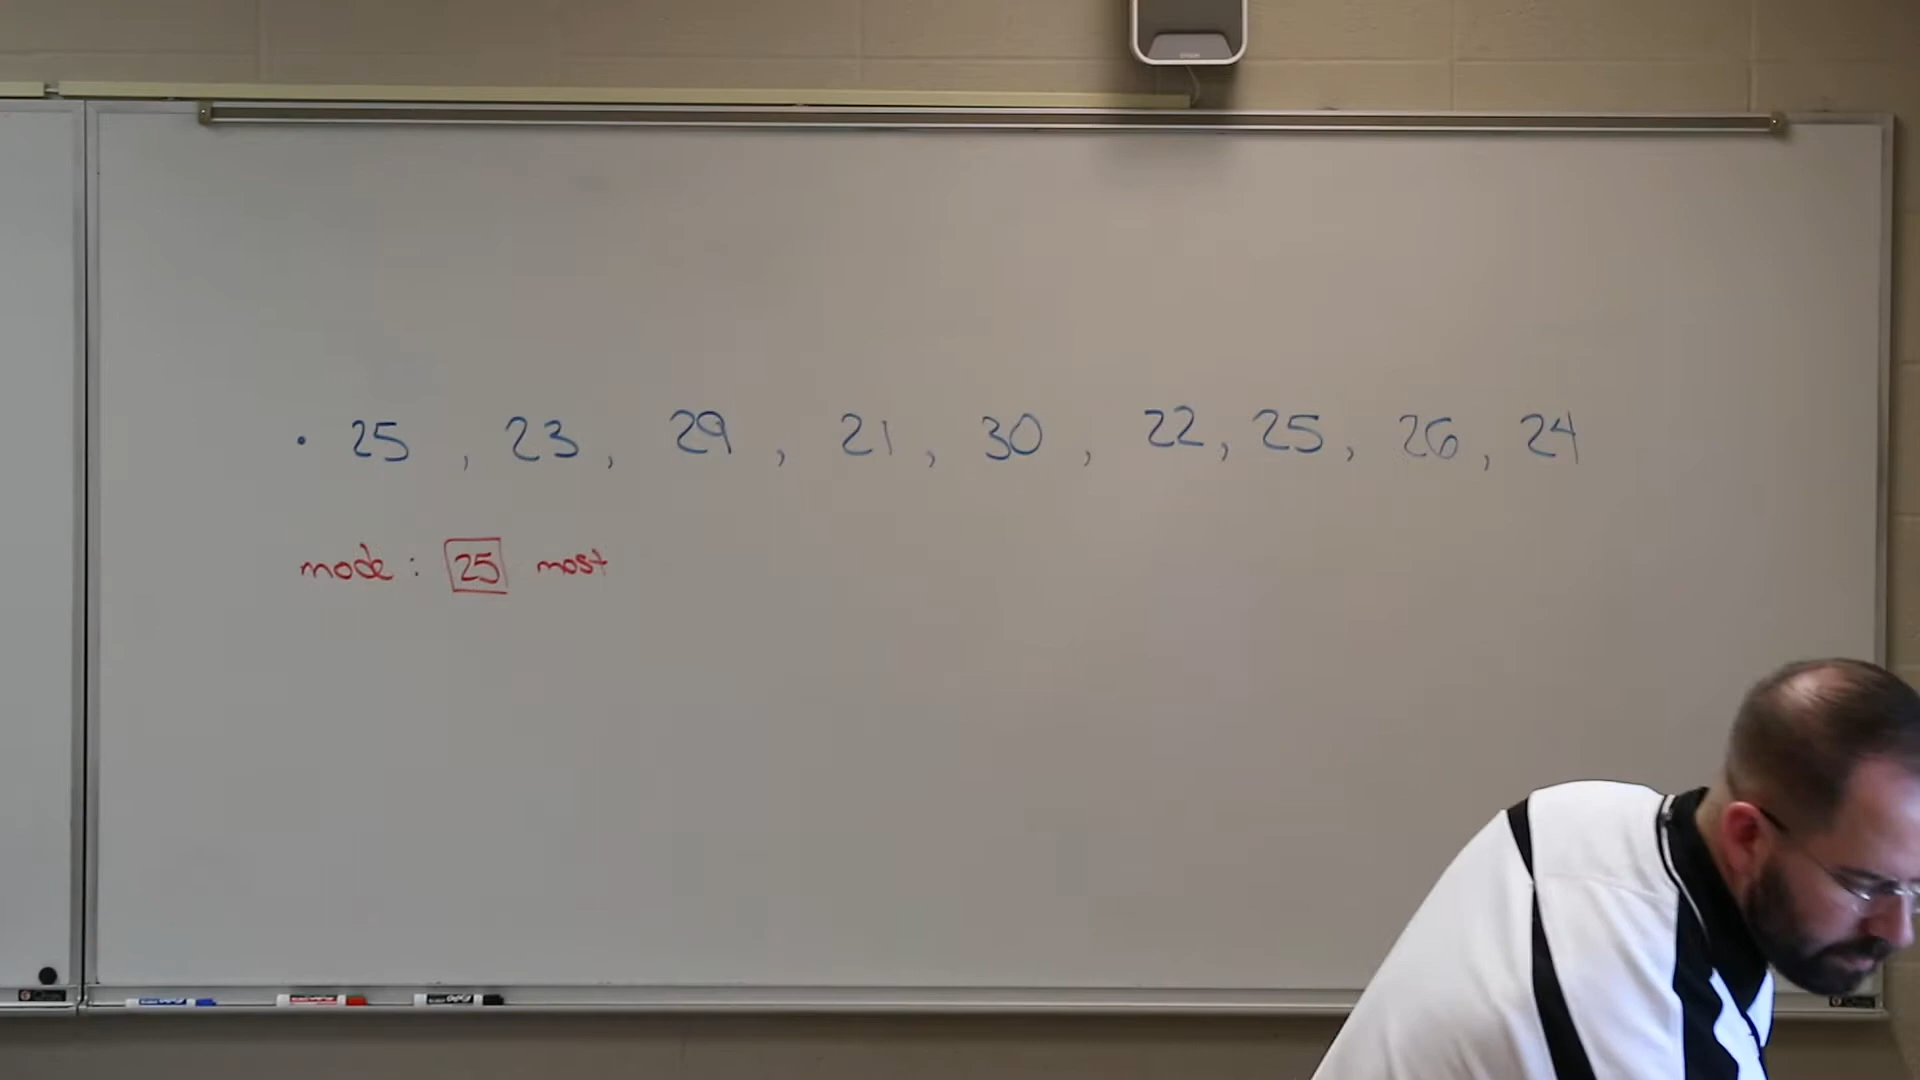 • 25 , 23 , 29 , 21 , 30 , 22 , 25 , 26 , 24
mode : 25 most